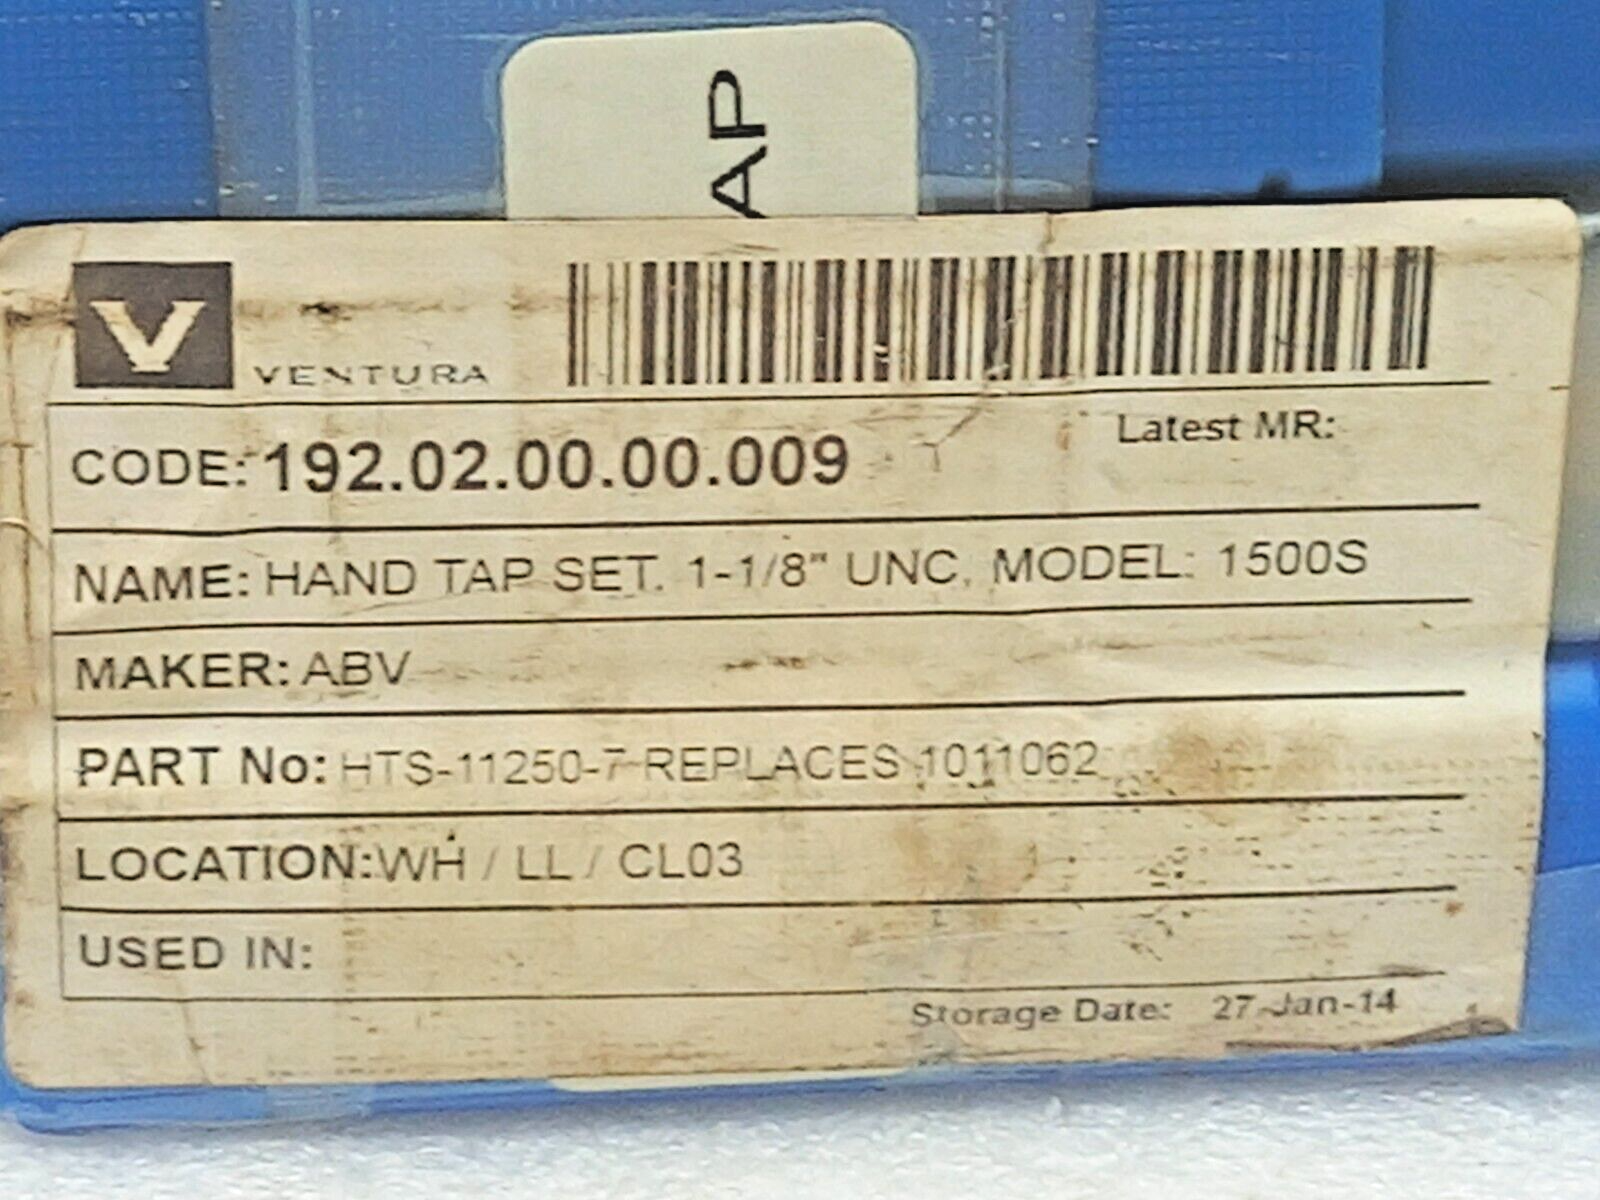 AP
V
VENTURA
Latest MR:
CODE: 192.02.00.00.009
NAME: HAND TAP SET. 1-1/8" UNC, MODEL: 1500S
MAKER: ABV
PART No: HTS-11250-7 REPLACES 1011062
LOCATION:WH / LL / CL03
USED IN:
Storage Date: 27-Jan-14